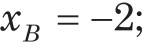 x_B = −2;